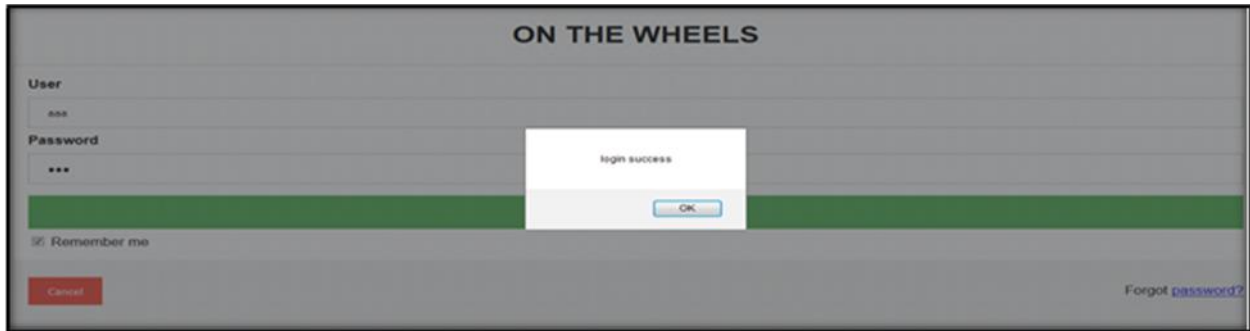 ON THE WHEELS
User
aaa
Password
•••
login success
OK
Remember me
Cancel
Forgot password?